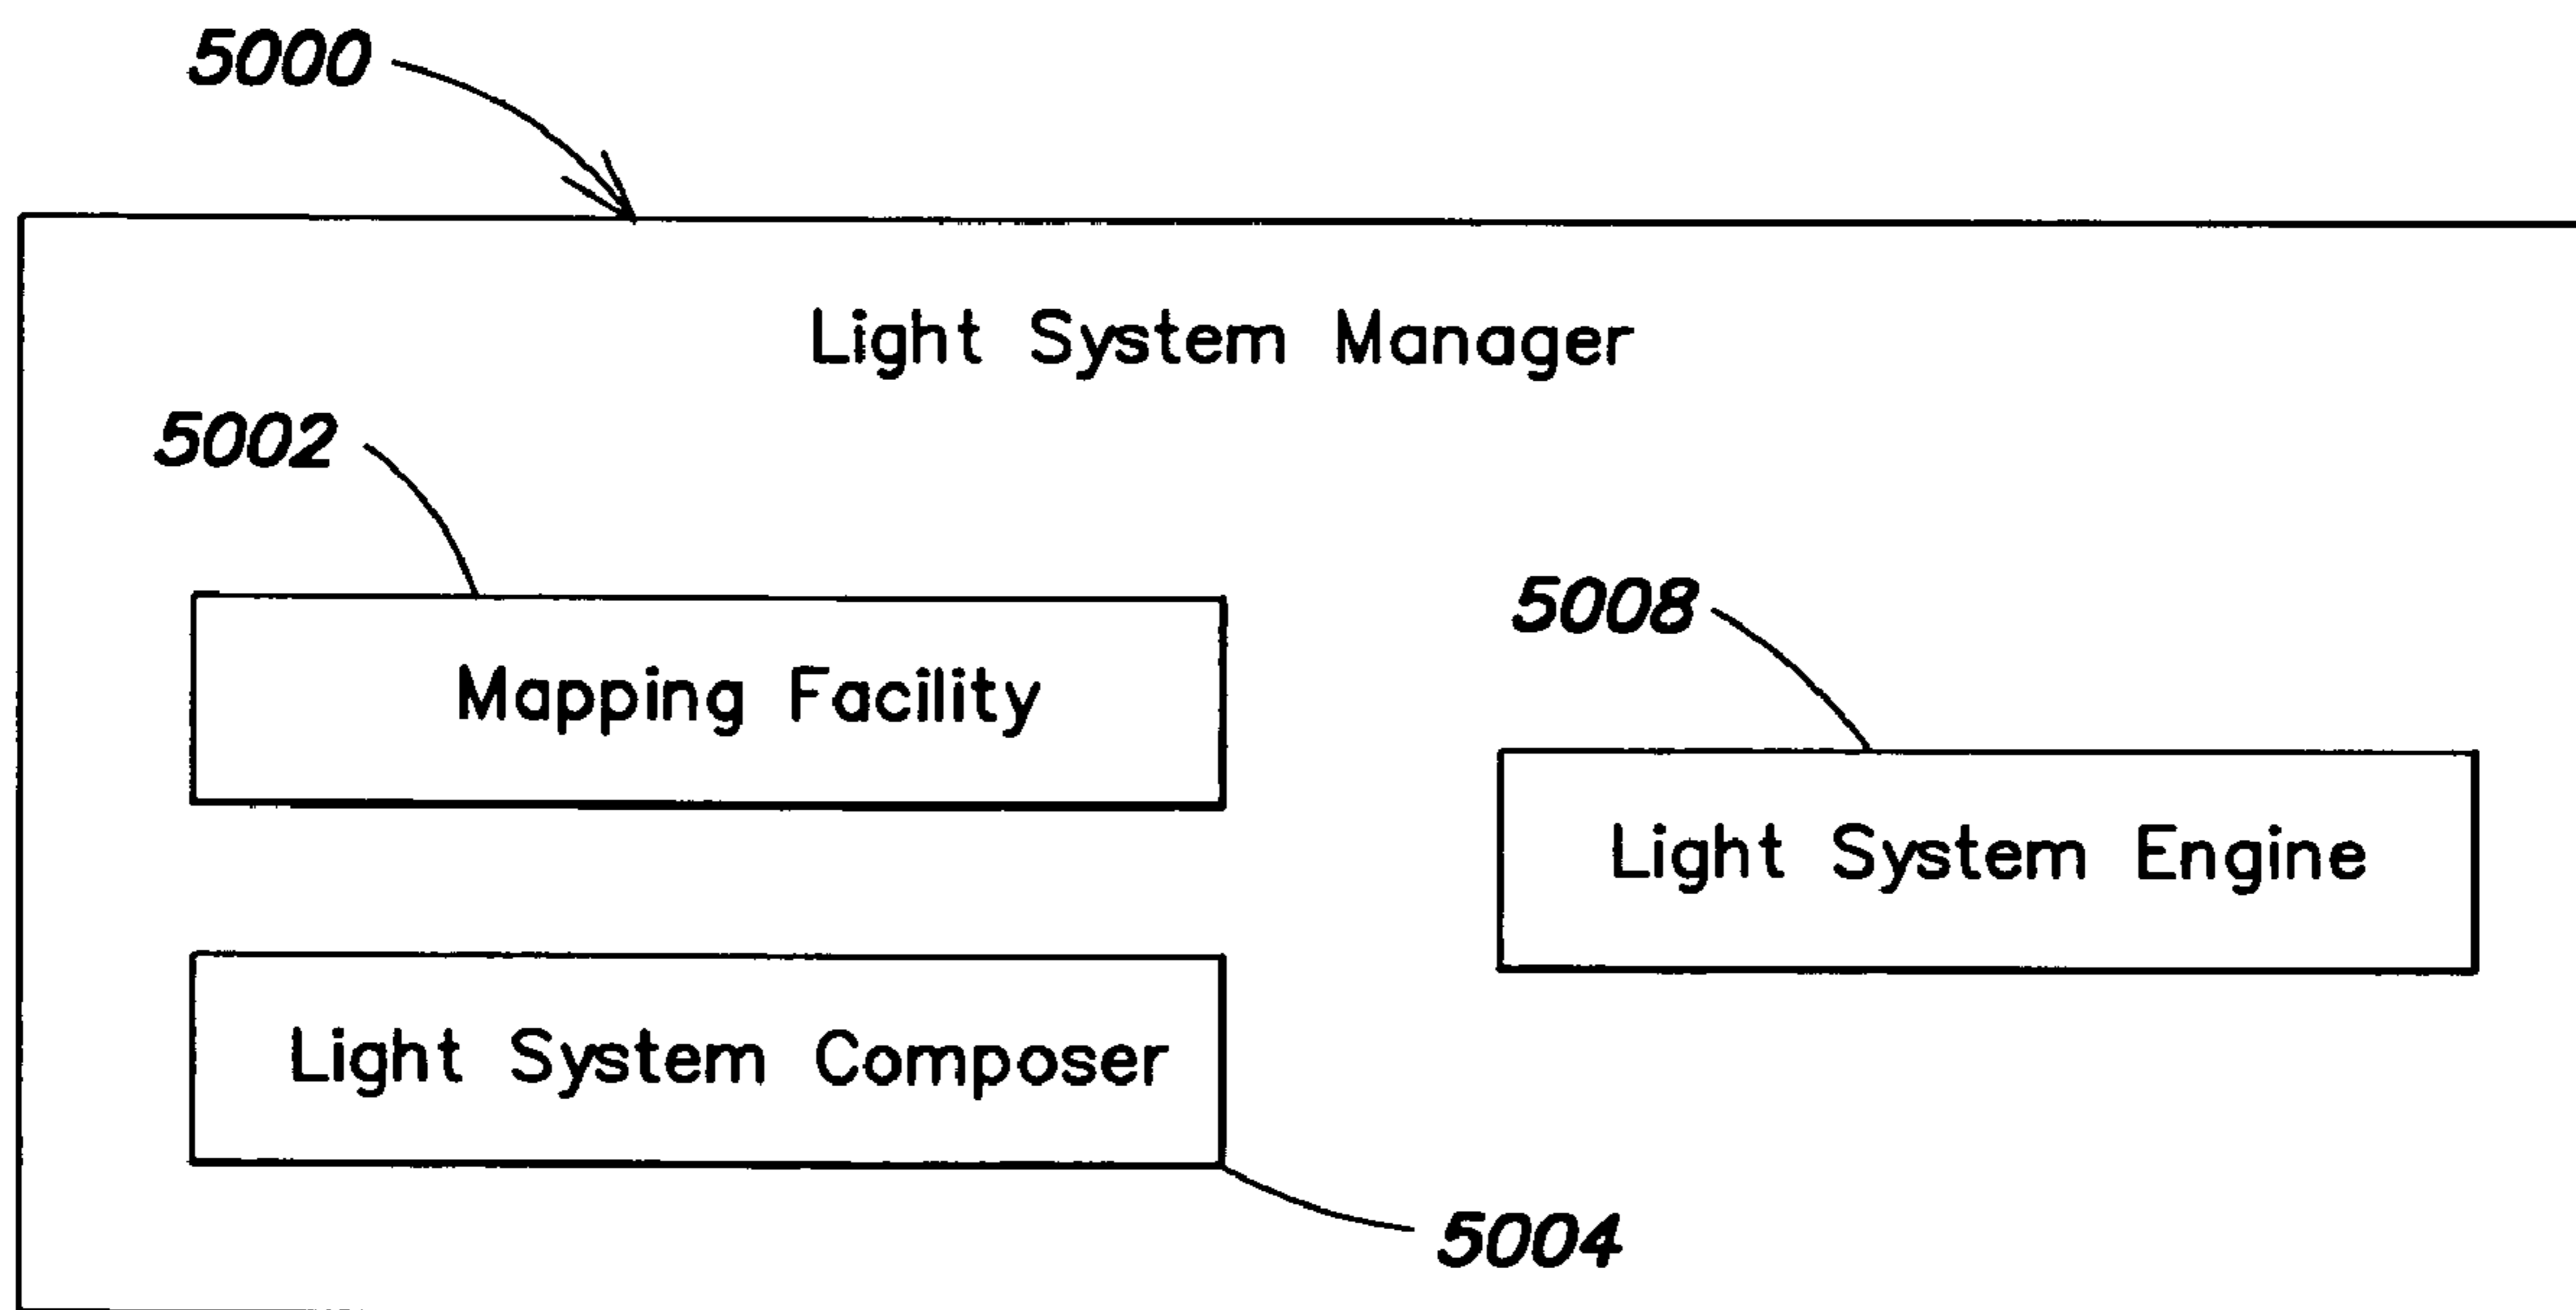 5000
Light System Manager
5002
Mapping Facility
5008
Light System Engine
Light System Composer
5004